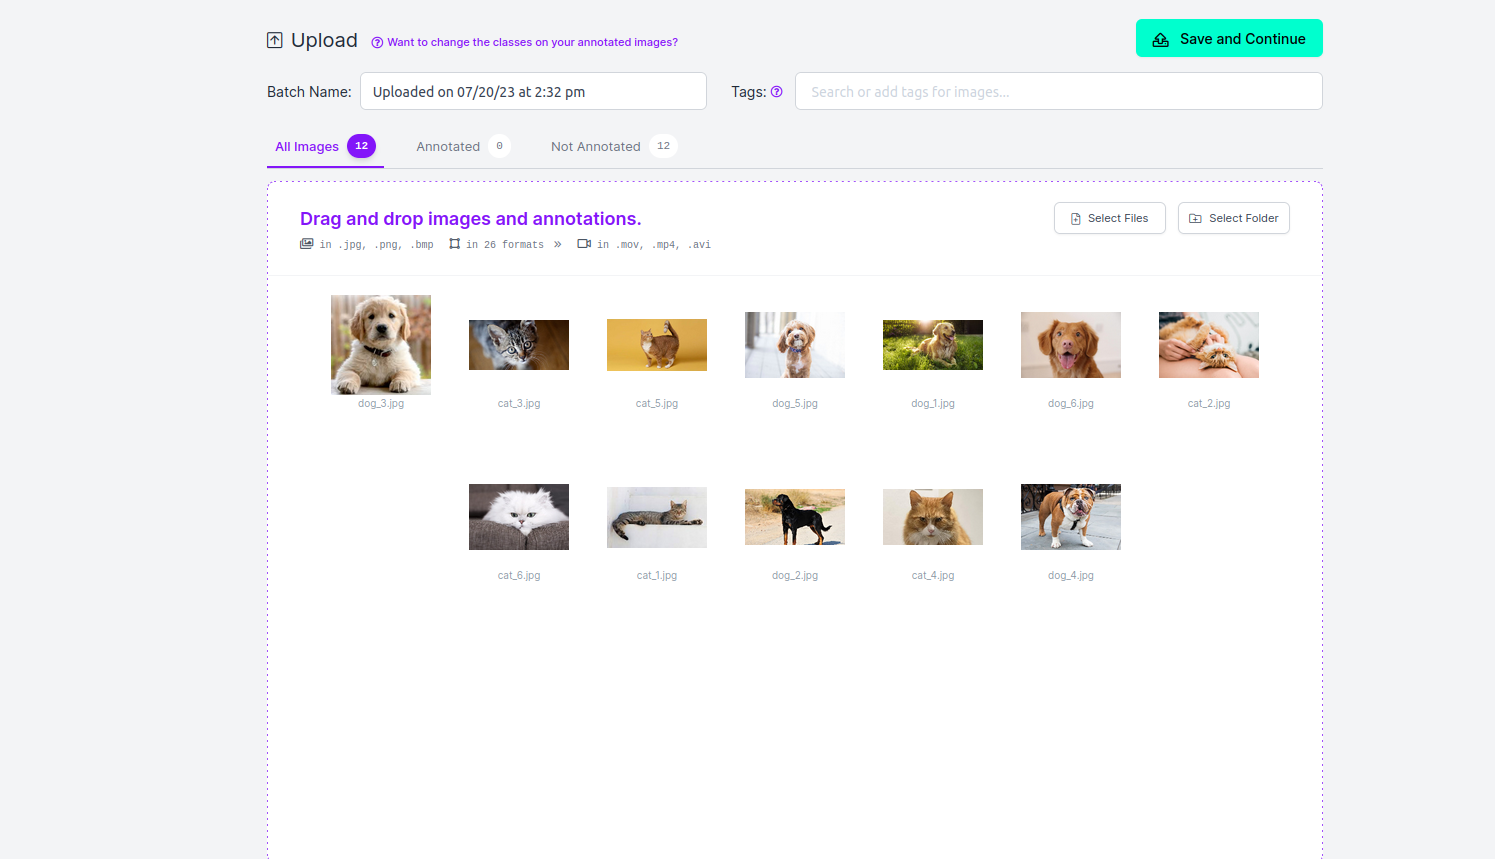 Upload
Want to change the classes on your annotated images?
Save and Continue
Batch Name:
Uploaded on 07/20/23 at 2:32 pm
Tags:
Search or add tags for images...
All Images 12
Annotated 0
Not Annotated 12
Drag and drop images and annotations.
Select Files
Select Folder
in .jpg, .png, .bmp
in 26 formats »
in .mov, .mp4, .avi
dog_3.jpg
cat_3.jpg
cat_5.jpg
dog_5.jpg
dog_1.jpg
dog_6.jpg
cat_2.jpg
cat_6.jpg
cat_1.jpg
dog_2.jpg
cat_4.jpg
dog_4.jpg